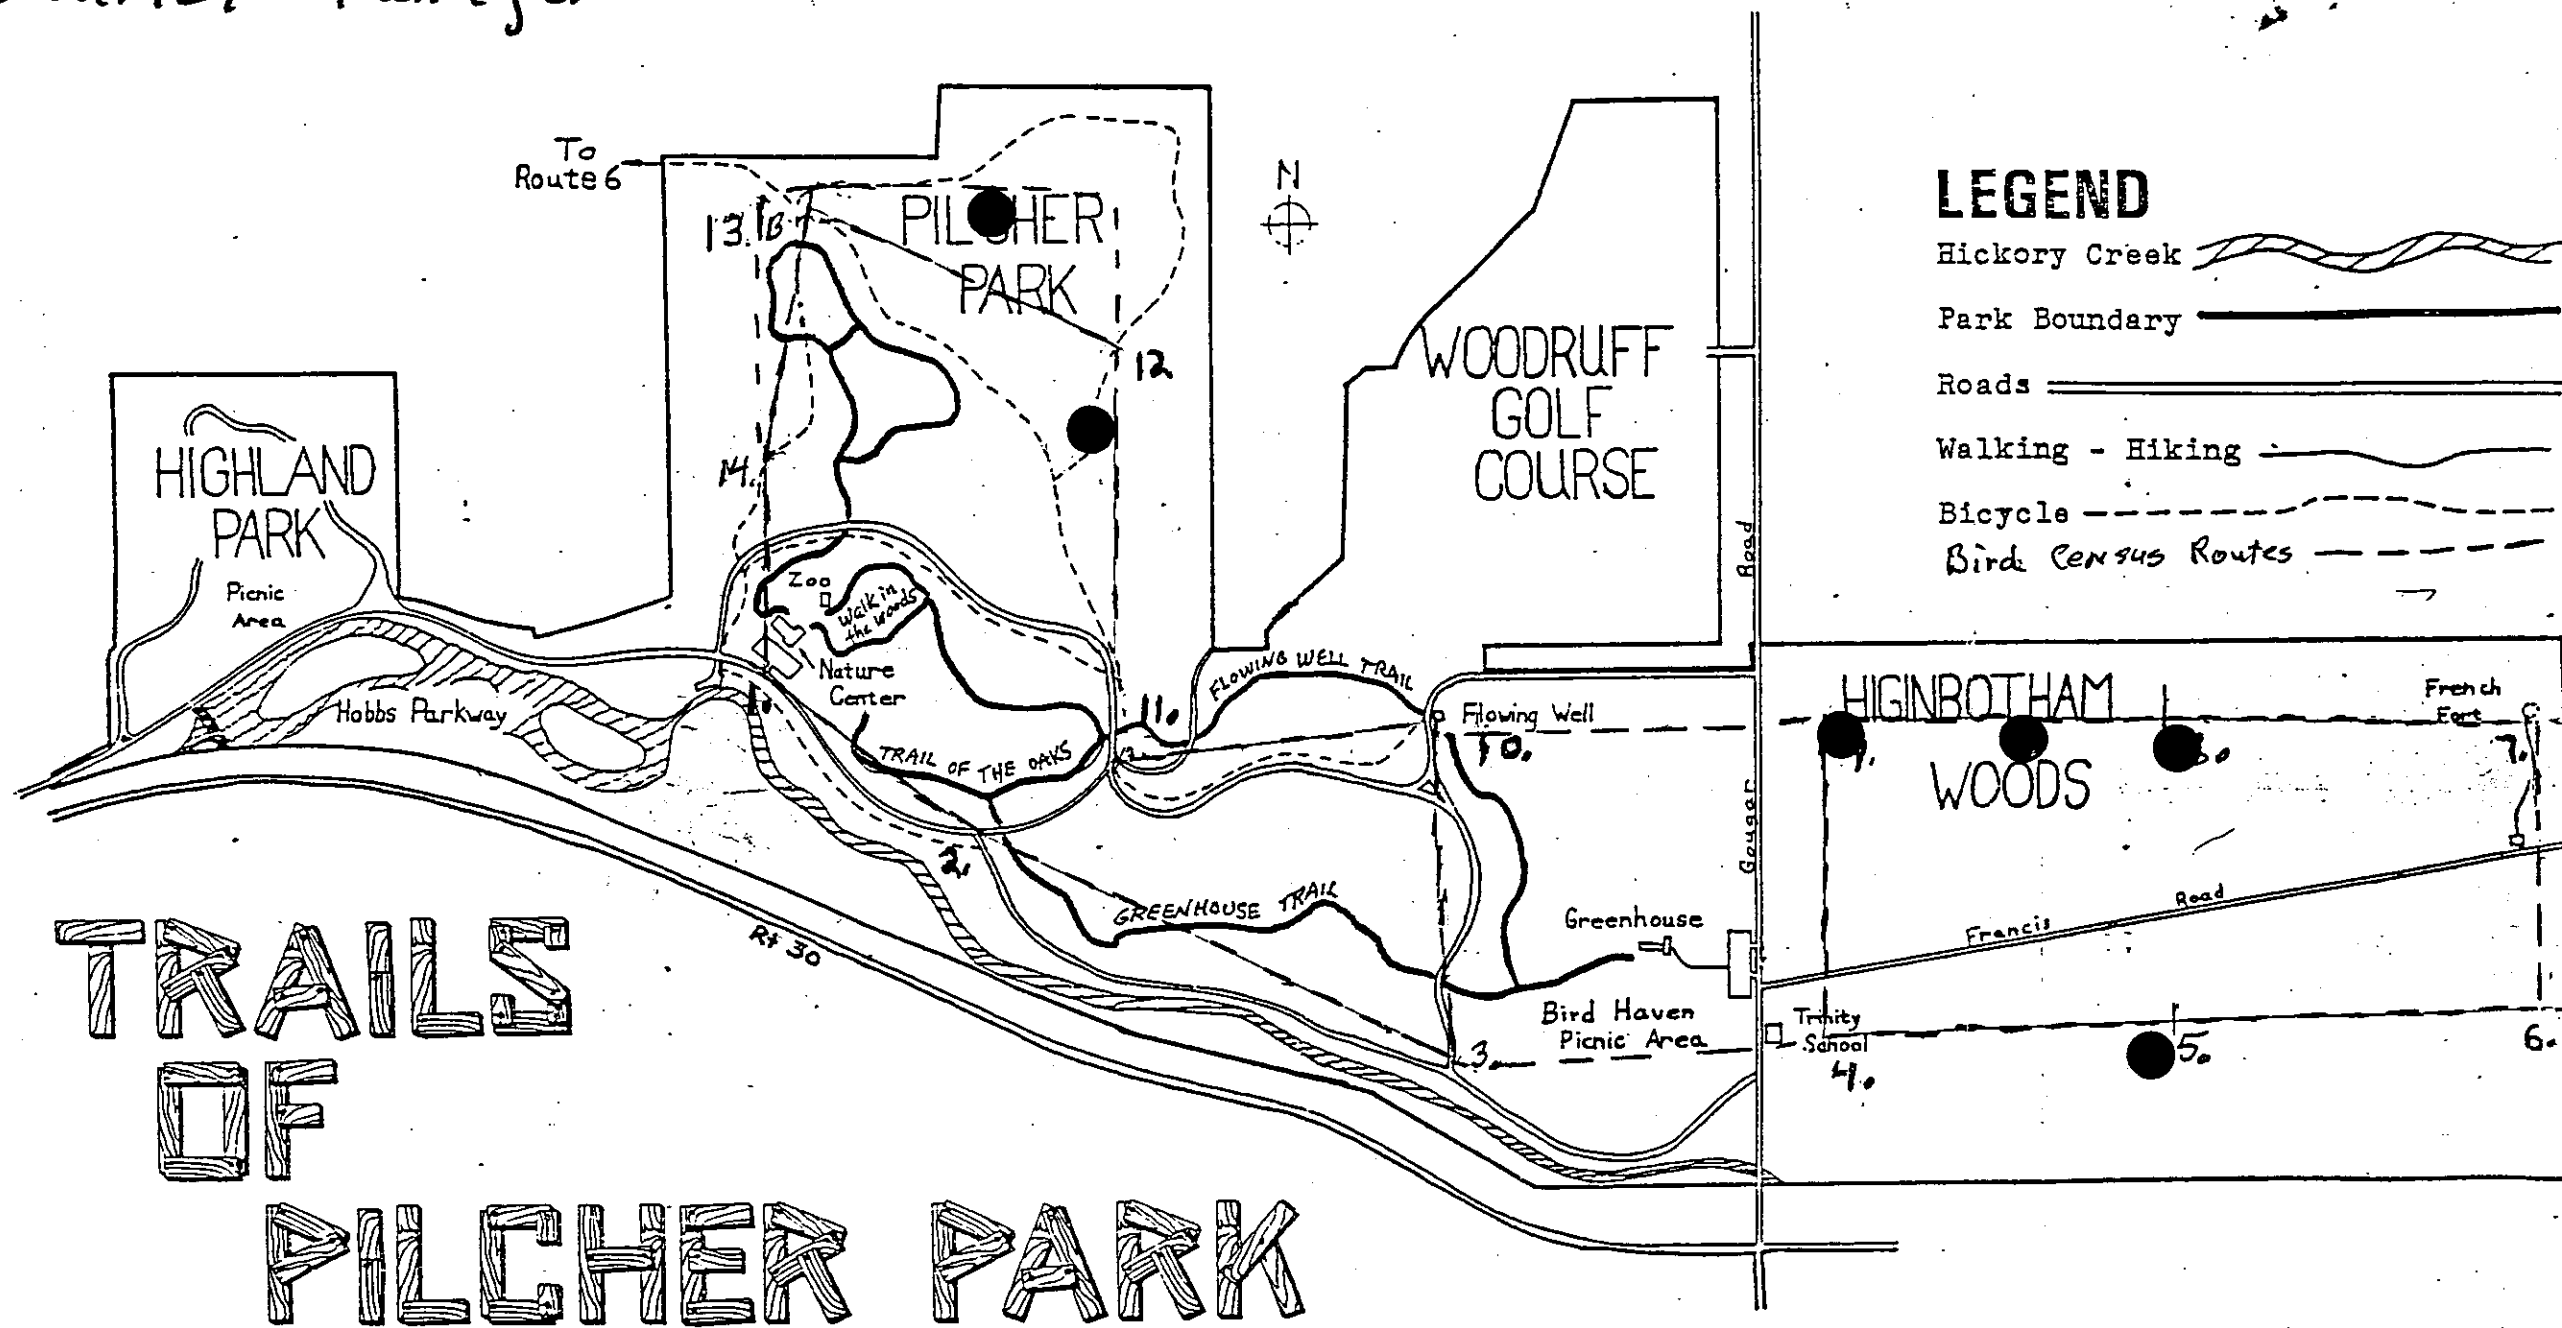 To
Route 6
N
PILCHER
PARK
13.
B
12.
14.
HIGHLAND
PARK
Picnic
Area
WOODRUFF
GOLF
COURSE
LEGEND
Hickory Creek
Park Boundary
Roads
Walking - Hiking
Bicycle
Bird Census Routes
Road
Gougar
Zoo
Walk in
the woods
Nature
Center
Hobbs Parkway
1.
2.
TRAIL OF THE OAKS
11.
FLOWING WELL TRAIL
Flowing Well
10.
GREENHOUSE TRAIL
Greenhouse
Bird Haven
Picnic Area
3.
Rt 30
HIGINBOTHAM
WOODS
French
Fort
9.
7.
Francis Road
Trinity
School
4.
5.
6.
TRAILS
OF
PILCHER PARK